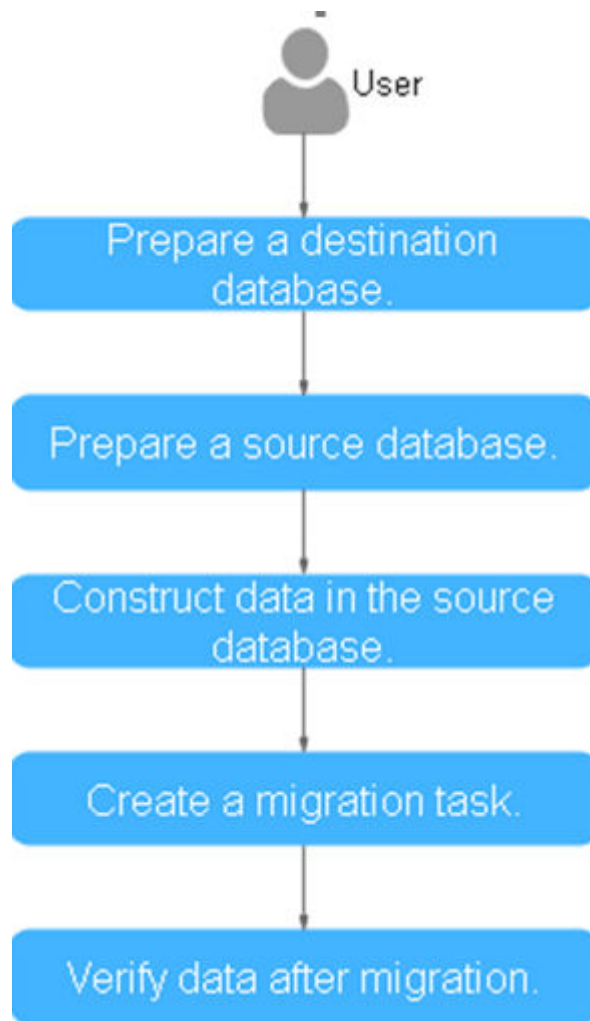 User
Prepare a destination
database.
Prepare a source database.
Construct data in the source
database.
Create a migration task.
Verify data after migration.